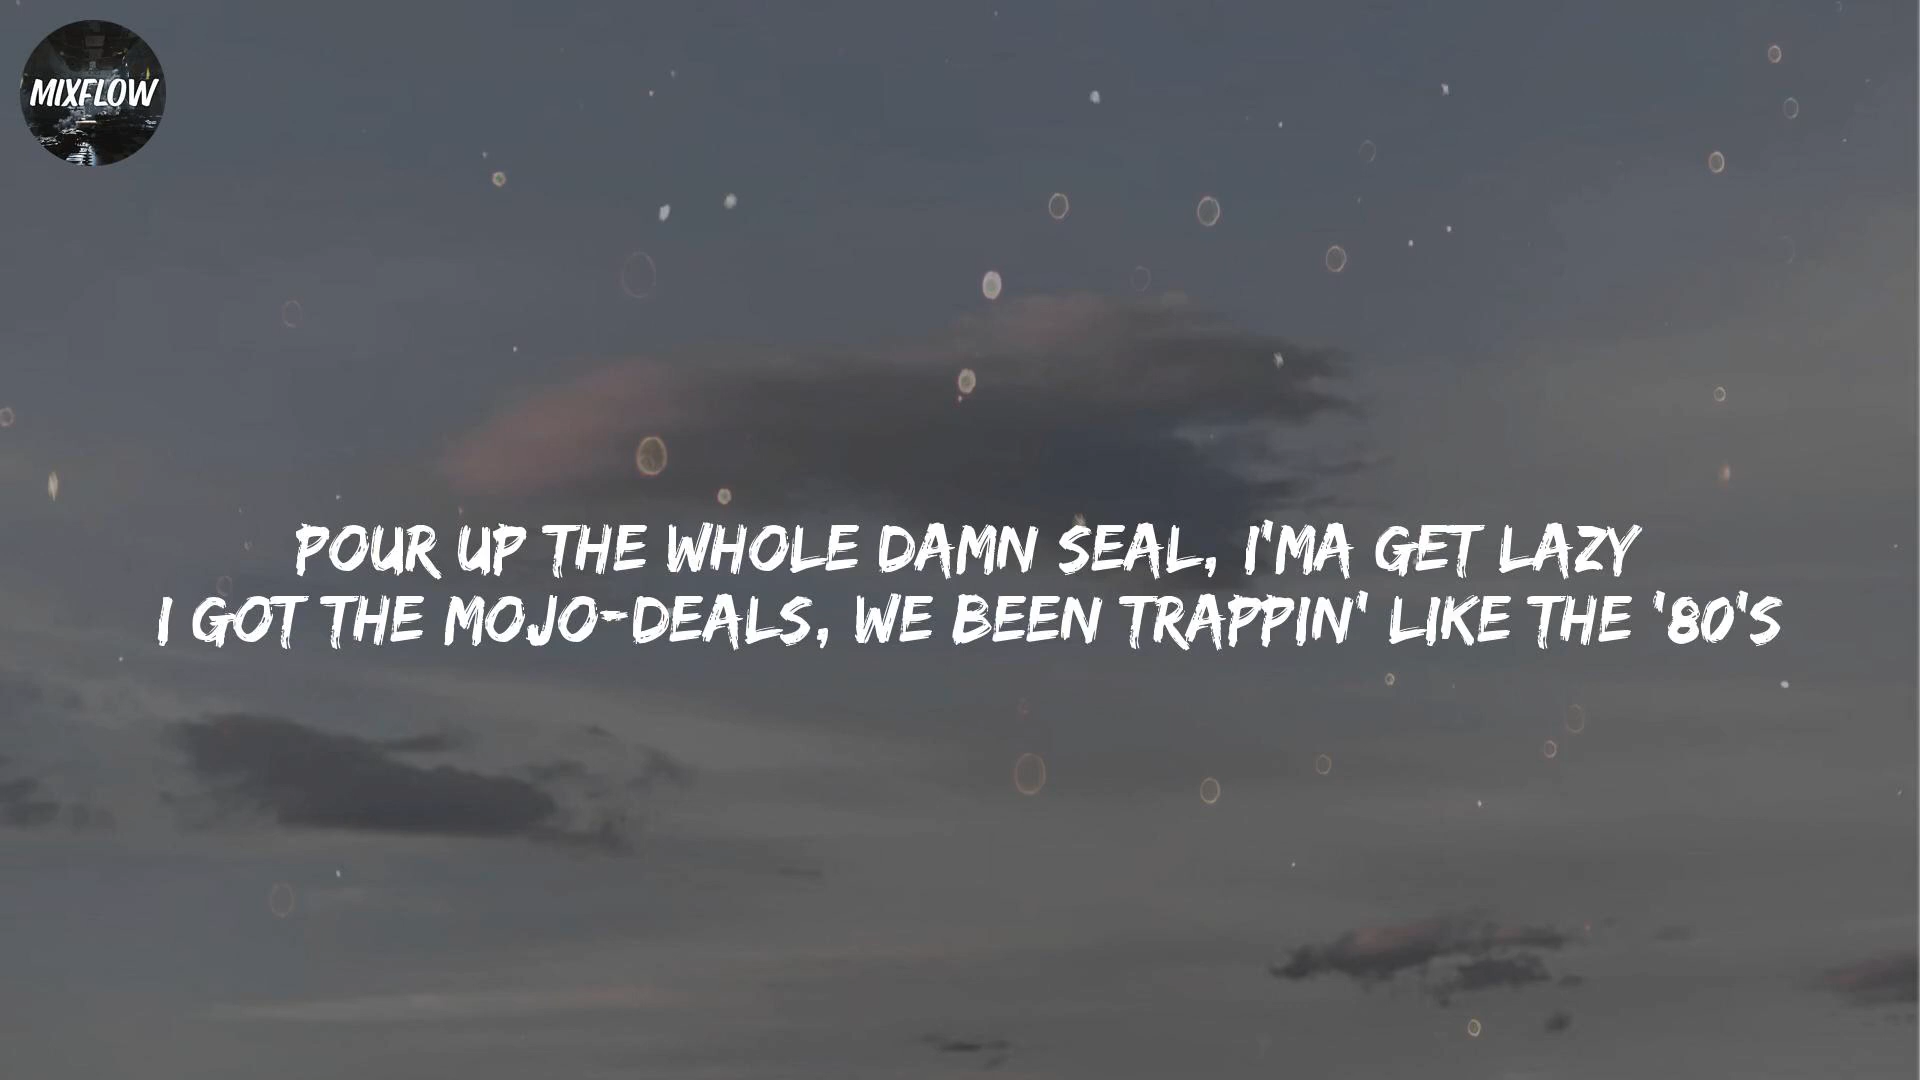 MIXFLOW
POUR UP THE WHOLE DAMN SEAL, I'MA GET LAZY
I GOT THE MOJO-DEALS, WE BEEN TRAPPIN' LIKE THE '80'S